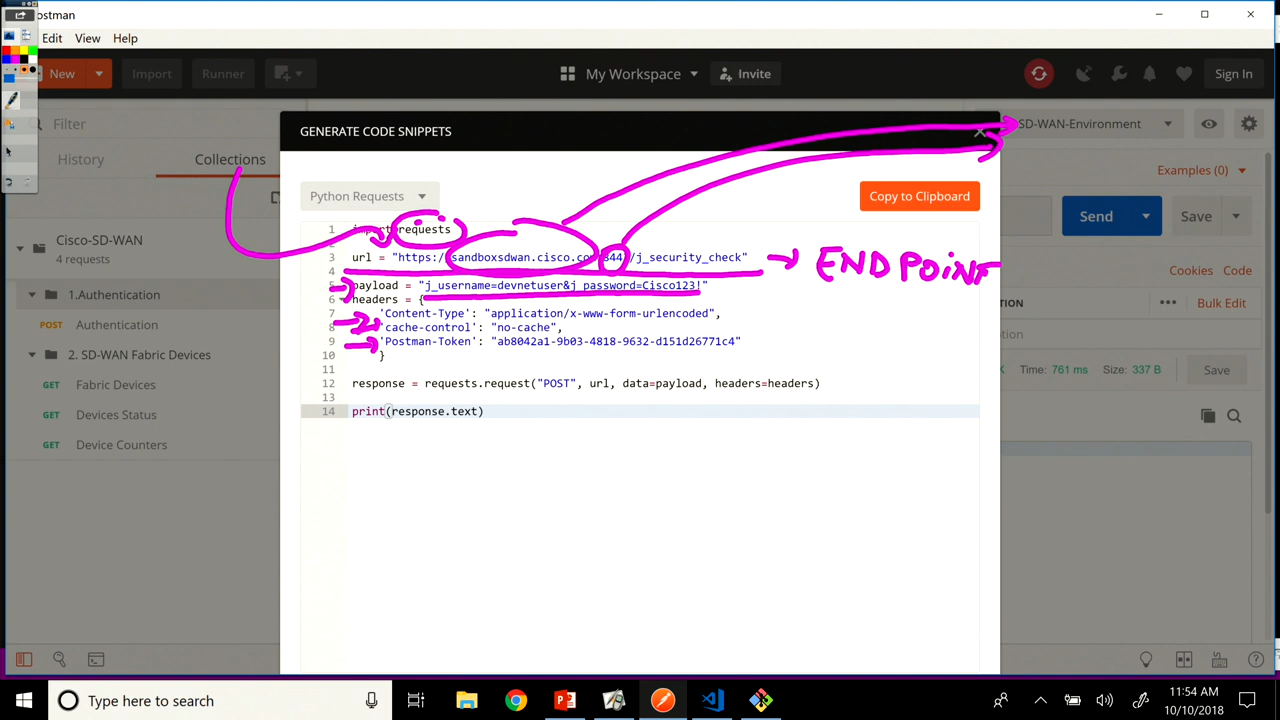 ostman
Edit View Help
New Import Runner My Workspace Invite Sign In
Filter
GENERATE CODE SNIPPETS
SD-WAN-Environment
History Collections
Examples (0)
Python Requests
Copy to Clipboard
Send Save
1 import requests
2
3 url = "https://sandboxsdwan.cisco.com:844/j_security_check"
ENDPOINT
4
5 payload = "j_username=devnetuser&j_password=Cisco123!"
6 headers = {
7 'Content-Type': "application/x-www-form-urlencoded",
8 'cache-control': "no-cache",
9 'Postman-Token': "ab8042a1-9b03-4818-9632-d151d26771c4"
10 }
11
12 response = requests.request("POST", url, data=payload, headers=headers)
13
14 print(response.text)
Cisco-SD-WAN
4 requests
1.Authentication
POST Authentication
2. SD-WAN Fabric Devices
GET Fabric Devices
GET Devices Status
GET Device Counters
Cookies Code
TION Bulk Edit
ption
K Time: 761 ms Size: 337 B Save
Type here to search
11:54 AM
10/10/2018